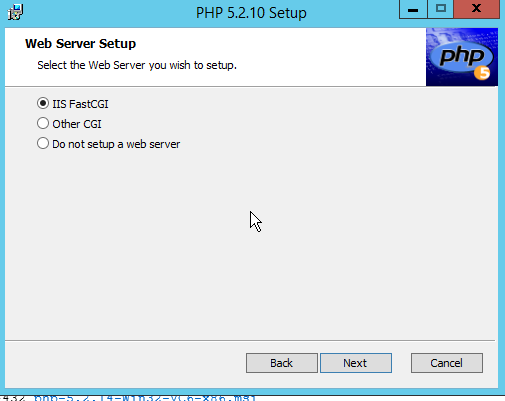 PHP 5.2.10 Setup
Web Server Setup
Select the Web Server you wish to setup.
php
5
IIS FastCGI
Other CGI
Do not setup a web server
Back Next Cancel
432 php-5.2.14-Win32-VC6-x86.msi